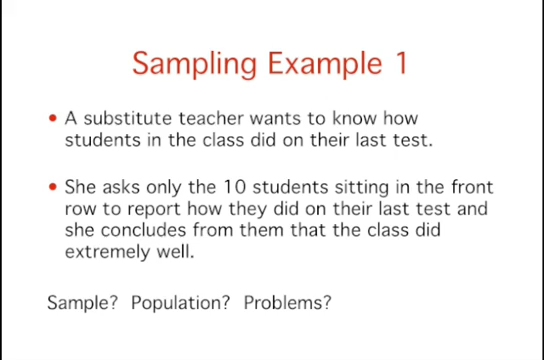 Sampling Example 1
• A substitute teacher wants to know how
students in the class did on their last test.
• She asks only the 10 students sitting in the front
row to report how they did on their last test and
she concludes from them that the class did
extremely well.
Sample? Population? Problems?